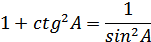 1 + ctg²A = 1/sin²A